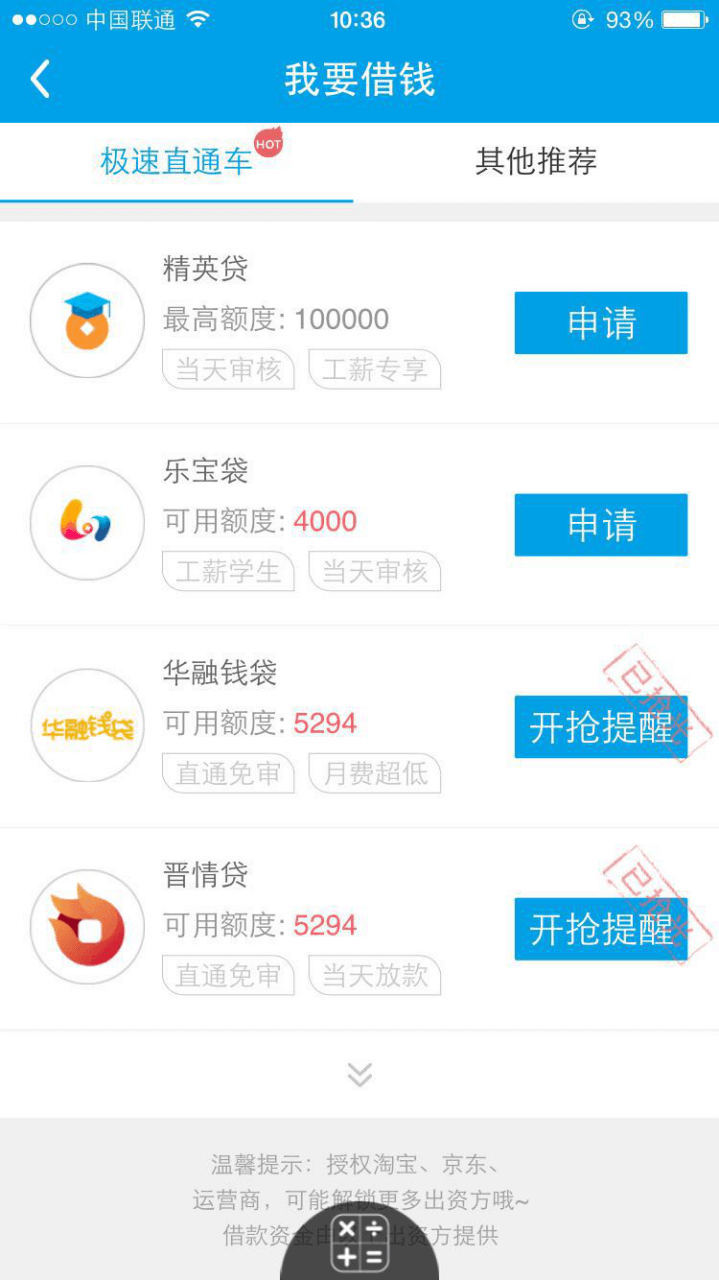 中国联通
10:36
93%
我要借钱
极速直通车
HOT
其他推荐
精英贷
最高额度: 100000
申请
当天审核
工薪专享
乐宝袋
可用额度: 4000
申请
工薪学生
当天审核
华融钱袋
华融钱袋
可用额度: 5294
已抢光
开抢提醒
直通免审
月费超低
晋情贷
可用额度: 5294
已抢光
开抢提醒
直通免审
当天放款
温馨提示：授权淘宝、京东、
运营商，可能解锁更多出资方哦~
借款资金由以上出资方提供